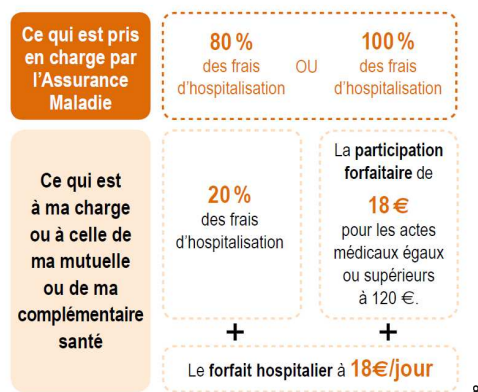 Ce qui est pris
en charge par
l'Assurance
Maladie
80 %
des frais
d'hospitalisation
OU
100 %
des frais
d'hospitalisation
Ce qui est
à ma charge
ou à celle de
ma mutuelle
ou de ma
complémentaire
santé
20 %
des frais
d'hospitalisation
La participation
forfaitaire de
18 €
pour les actes
médicaux égaux
ou supérieurs
à 120 €.
+
+
Le forfait hospitalier à 18€/jour